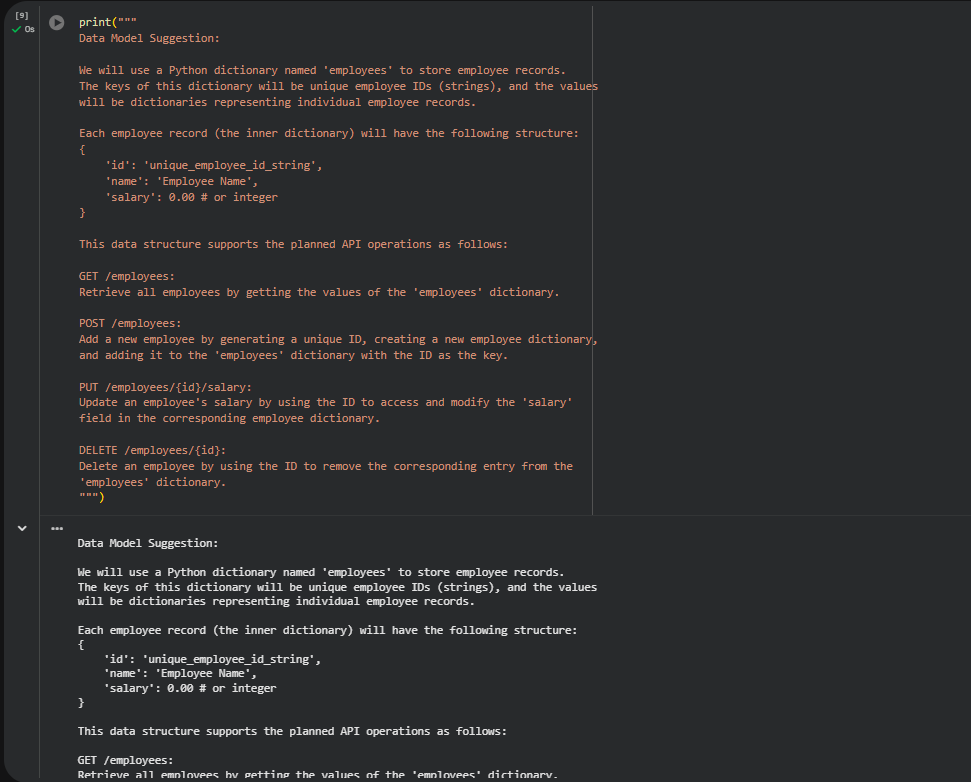 [9]
0s
print("""
Data Model Suggestion:
We will use a Python dictionary named 'employees' to store employee records.
The keys of this dictionary will be unique employee IDs (strings), and the values
will be dictionaries representing individual employee records.
Each employee record (the inner dictionary) will have the following structure:
{
    'id': 'unique_employee_id_string',
    'name': 'Employee Name',
    'salary': 0.00 # or integer
}
This data structure supports the planned API operations as follows:
GET /employees:
Retrieve all employees by getting the values of the 'employees' dictionary.
POST /employees:
Add a new employee by generating a unique ID, creating a new employee dictionary,
and adding it to the 'employees' dictionary with the ID as the key.
PUT /employees/{id}/salary:
Update an employee's salary by using the ID to access and modify the 'salary'
field in the corresponding employee dictionary.
DELETE /employees/{id}:
Delete an employee by using the ID to remove the corresponding entry from the
'employees' dictionary.
""")
Data Model Suggestion:
We will use a Python dictionary named 'employees' to store employee records.
The keys of this dictionary will be unique employee IDs (strings), and the values
will be dictionaries representing individual employee records.
Each employee record (the inner dictionary) will have the following structure:
{
    'id': 'unique_employee_id_string',
    'name': 'Employee Name',
    'salary': 0.00 # or integer
}
This data structure supports the planned API operations as follows:
GET /employees:
Retrieve all employees by getting the values of the 'employees' dictionary.